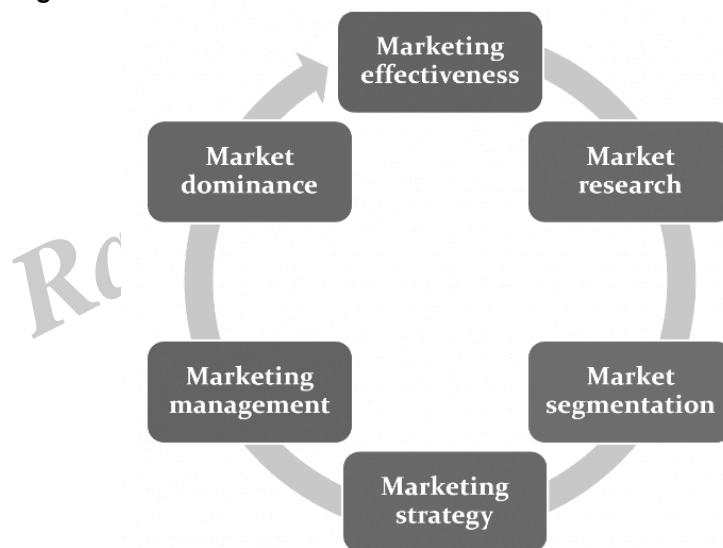 Marketing
effectiveness
Market
research
Market
segmentation
Marketing
strategy
Marketing
management
Market
dominance